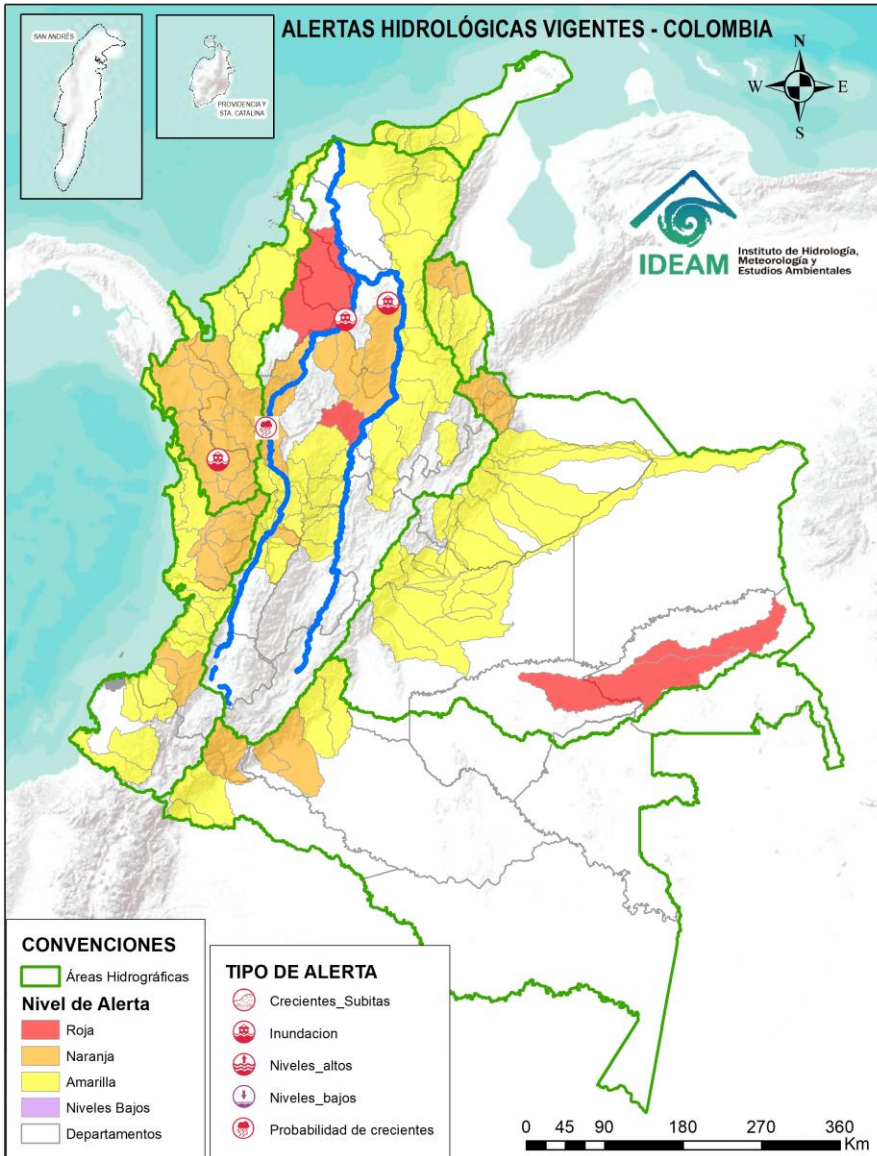 ALERTAS HIDROLÓGICAS VIGENTES - COLOMBIA
SAN ANDRÉS
PROVIDENCIA Y
STA. CATALINA
N
W
E
S
IDEAM
Instituto de Hidrología,
Meteorología y
Estudios Ambientales
CONVENCIONES
Áreas Hidrográficas
Nivel de Alerta
Roja
Naranja
Amarilla
Niveles Bajos
Departamentos
TIPO DE ALERTA
Crecientes_Subitas
Inundacion
Niveles_altos
Niveles_bajos
Probabilidad de crecientes
0 45 90 180 270 360
Km